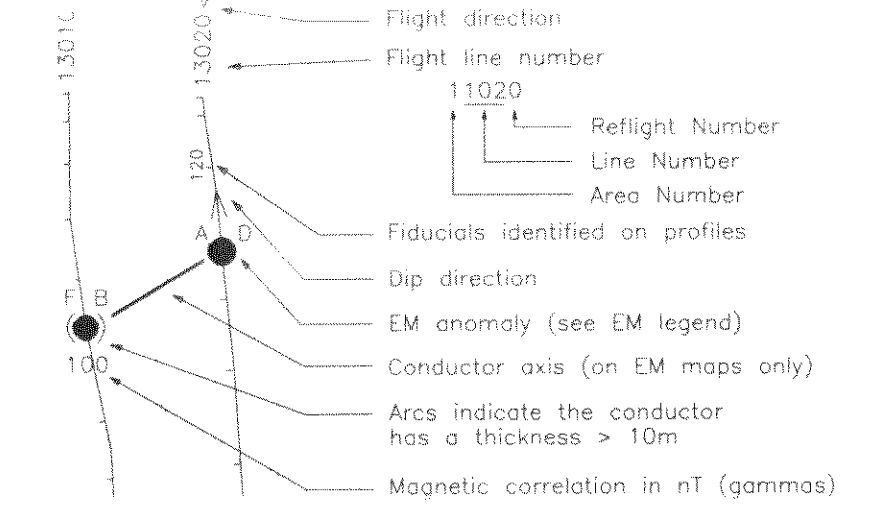 13010
13020
Flight direction
Flight line number
11020
Reflight Number
Line Number
Area Number
120
Fiducials identified on profiles
A D
Dip direction
F B
EM anomaly (see EM legend)
100
Conductor axis (on EM maps only)
Arcs indicate the conductor
has a thickness > 10m
Magnetic correlation in nT (gammas)